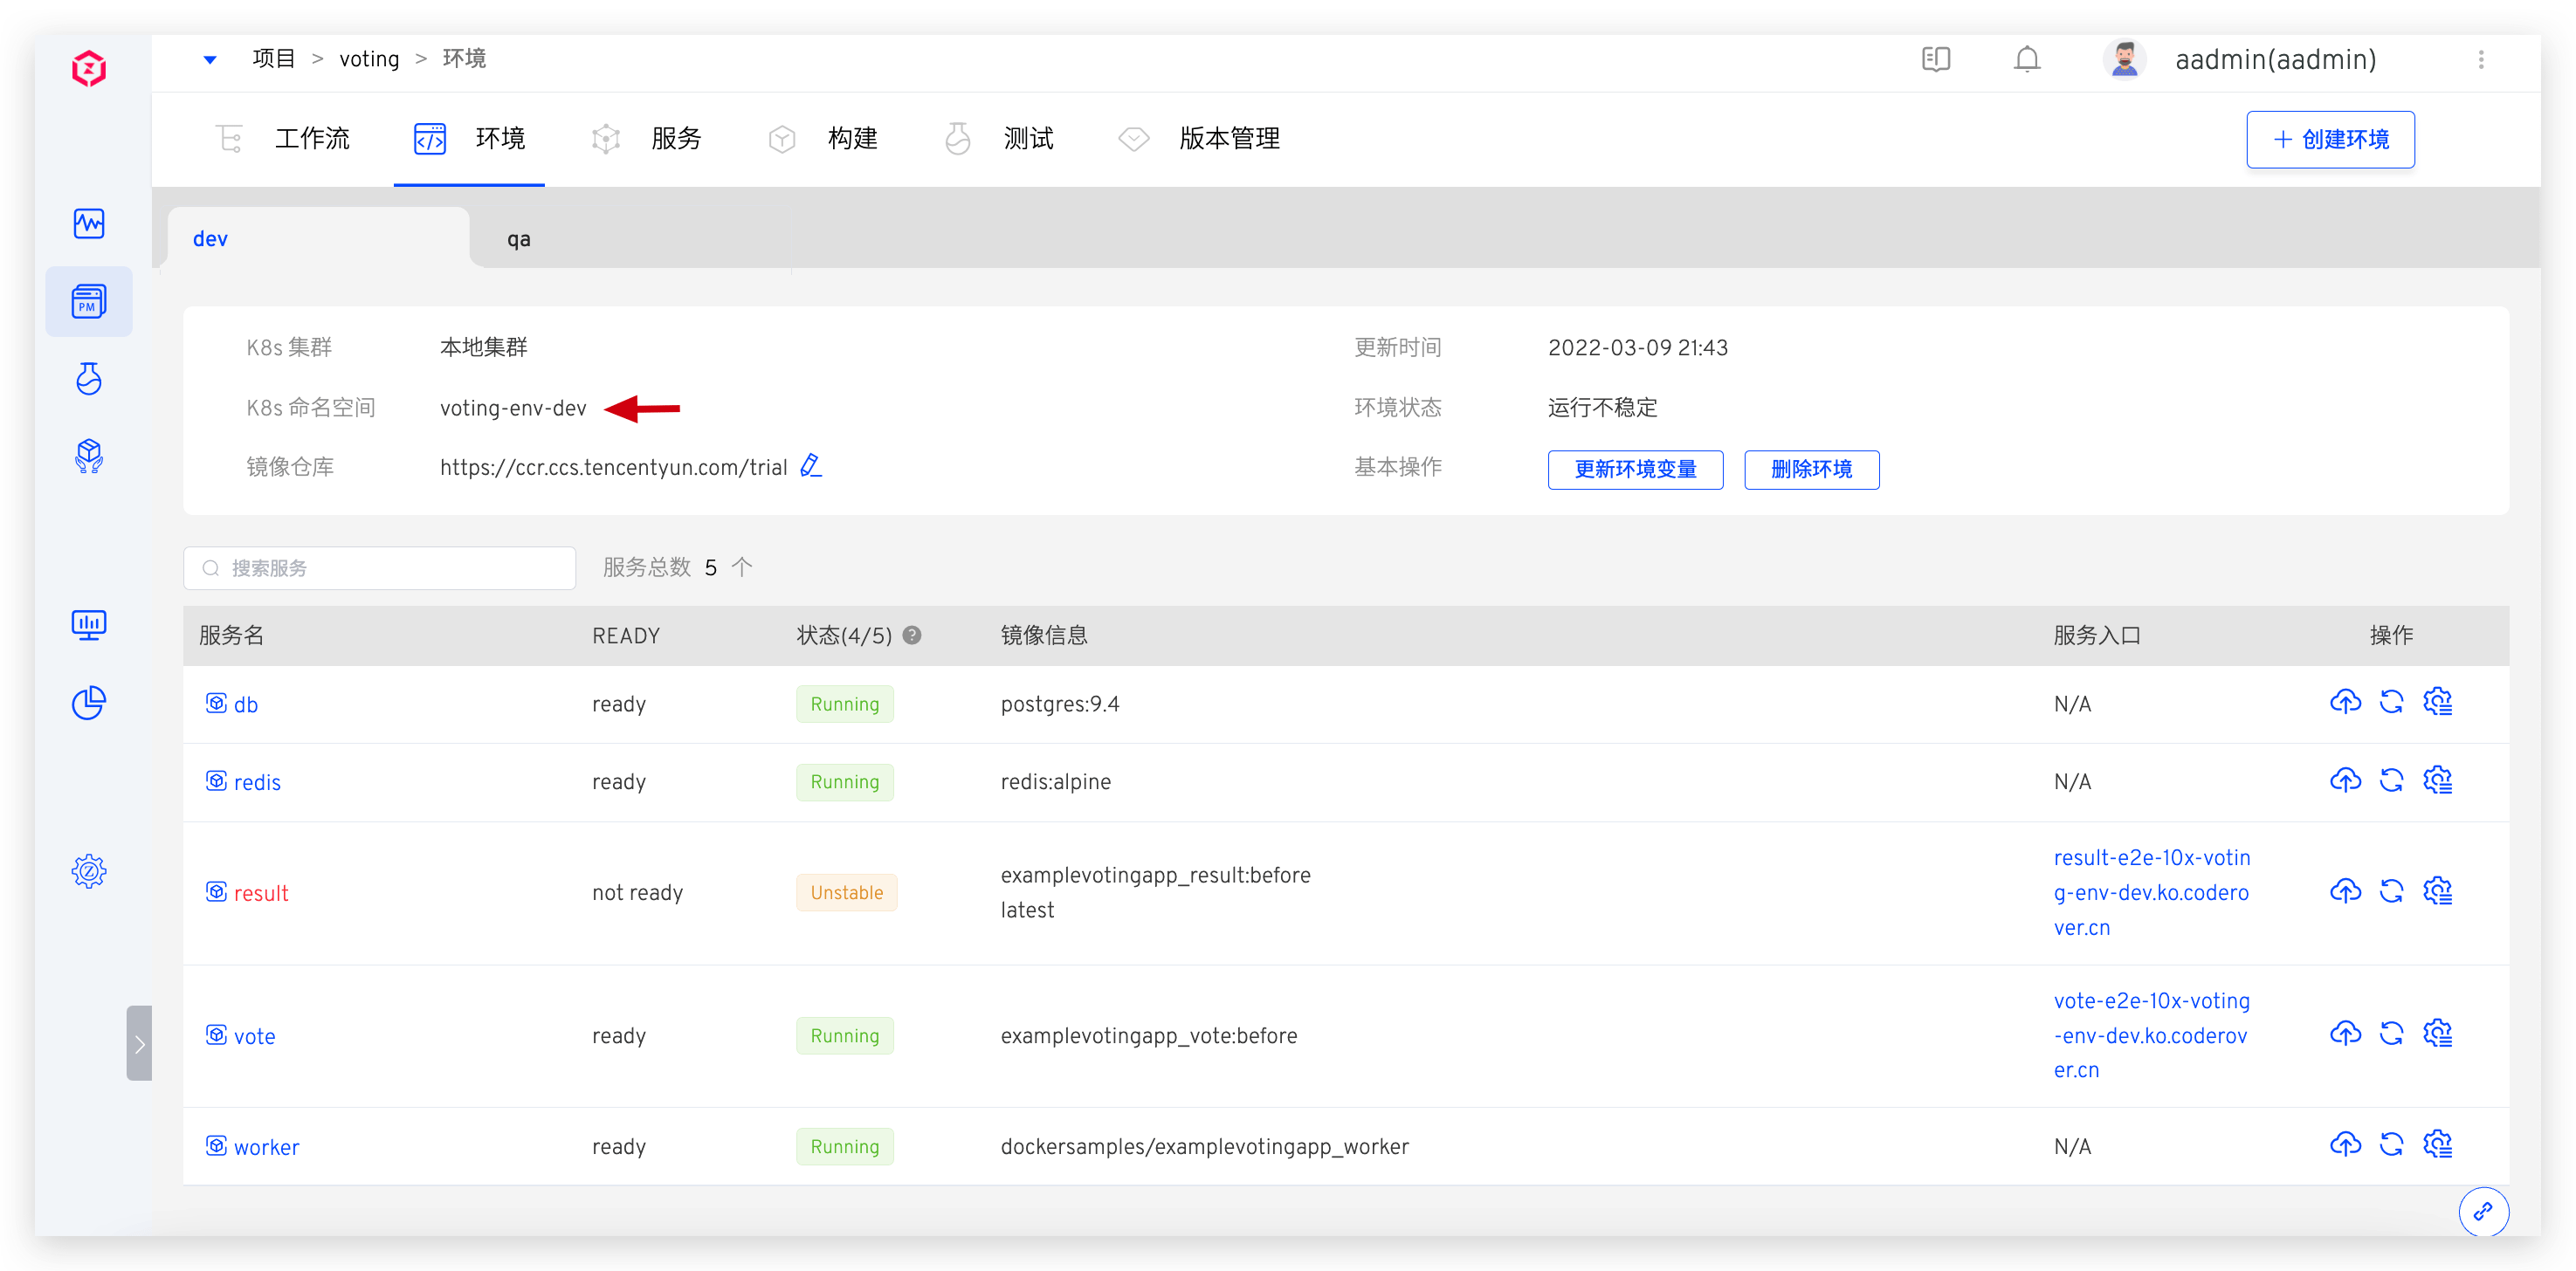 项目 > voting > 环境
aadmin(aadmin)
工作流 环境 服务 构建 测试 版本管理
+ 创建环境
dev qa
PM
K8s 集群 本地集群 更新时间 2022-03-09 21:43
K8s 命名空间 voting-env-dev 环境状态 运行不稳定
镜像仓库 https://ccr.ccs.tencentyun.com/trial 基本操作 更新环境变量 删除环境
搜索服务 服务总数 5 个
服务名 READY 状态(4/5) ? 镜像信息 服务入口 操作
db ready Running postgres:9.4 N/A
redis ready Running redis:alpine N/A
result not ready Unstable examplevotingapp_result:before
latest
result-e2e-10x-votin
g-env-dev.ko.codero
ver.cn
vote ready Running examplevotingapp_vote:before
vote-e2e-10x-voting
-env-dev.ko.coderov
er.cn
worker ready Running dockersamples/examplevotingapp_worker N/A